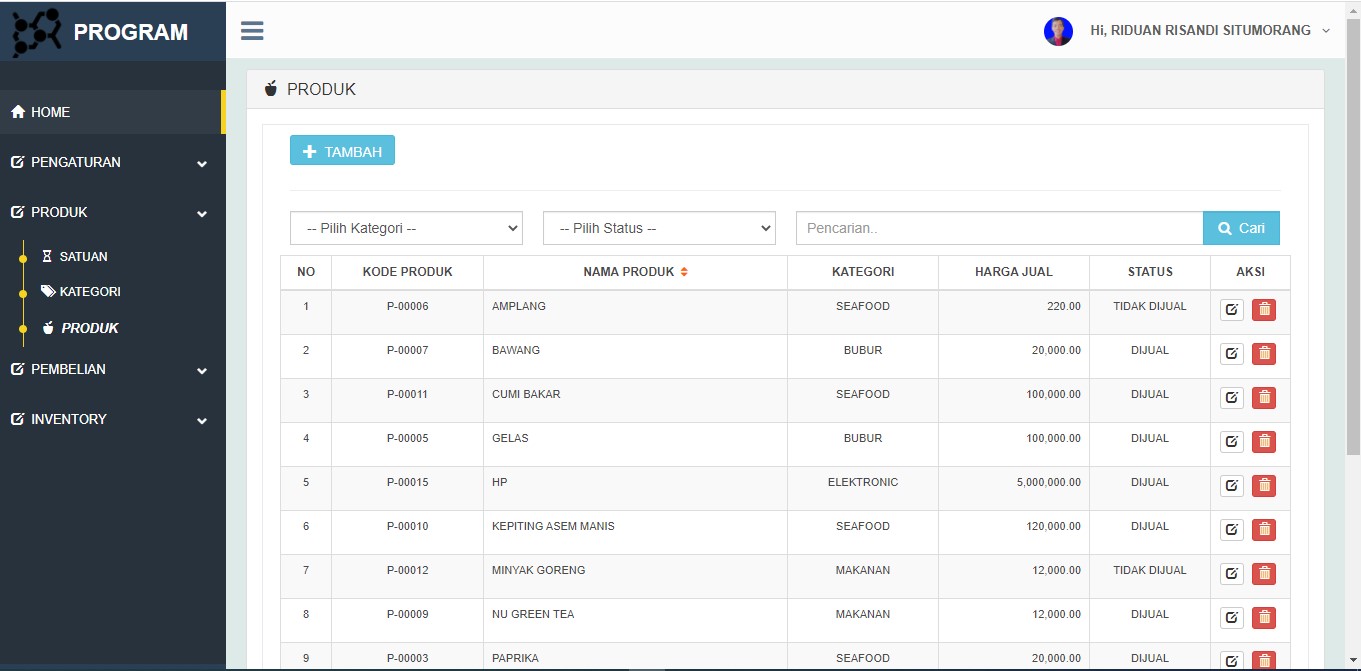 PROGRAM
Hi, RIDUAN RISANDI SITUMORANG
HOME
PENGATURAN
PRODUK
SATUAN
KATEGORI
PRODUK
PEMBELIAN
INVENTORY
PRODUK
TAMBAH
-- Pilih Kategori -- -- Pilih Status -- Pencarian.. Cari
NO KODE PRODUK NAMA PRODUK KATEGORI HARGA JUAL STATUS AKSI
1 P-00006 AMPLANG SEAFOOD 220.00 TIDAK DIJUAL
2 P-00007 BAWANG BUBUR 20,000.00 DIJUAL
3 P-00011 CUMI BAKAR SEAFOOD 100,000.00 DIJUAL
4 P-00005 GELAS BUBUR 100,000.00 DIJUAL
5 P-00015 HP ELEKTRONIC 5,000,000.00 DIJUAL
6 P-00010 KEPITING ASEM MANIS SEAFOOD 120,000.00 DIJUAL
7 P-00012 MINYAK GORENG MAKANAN 12,000.00 TIDAK DIJUAL
8 P-00009 NU GREEN TEA MAKANAN 12,000.00 DIJUAL
9 P-00003 PAPRIKA SEAFOOD 20,000.00 DIJUAL